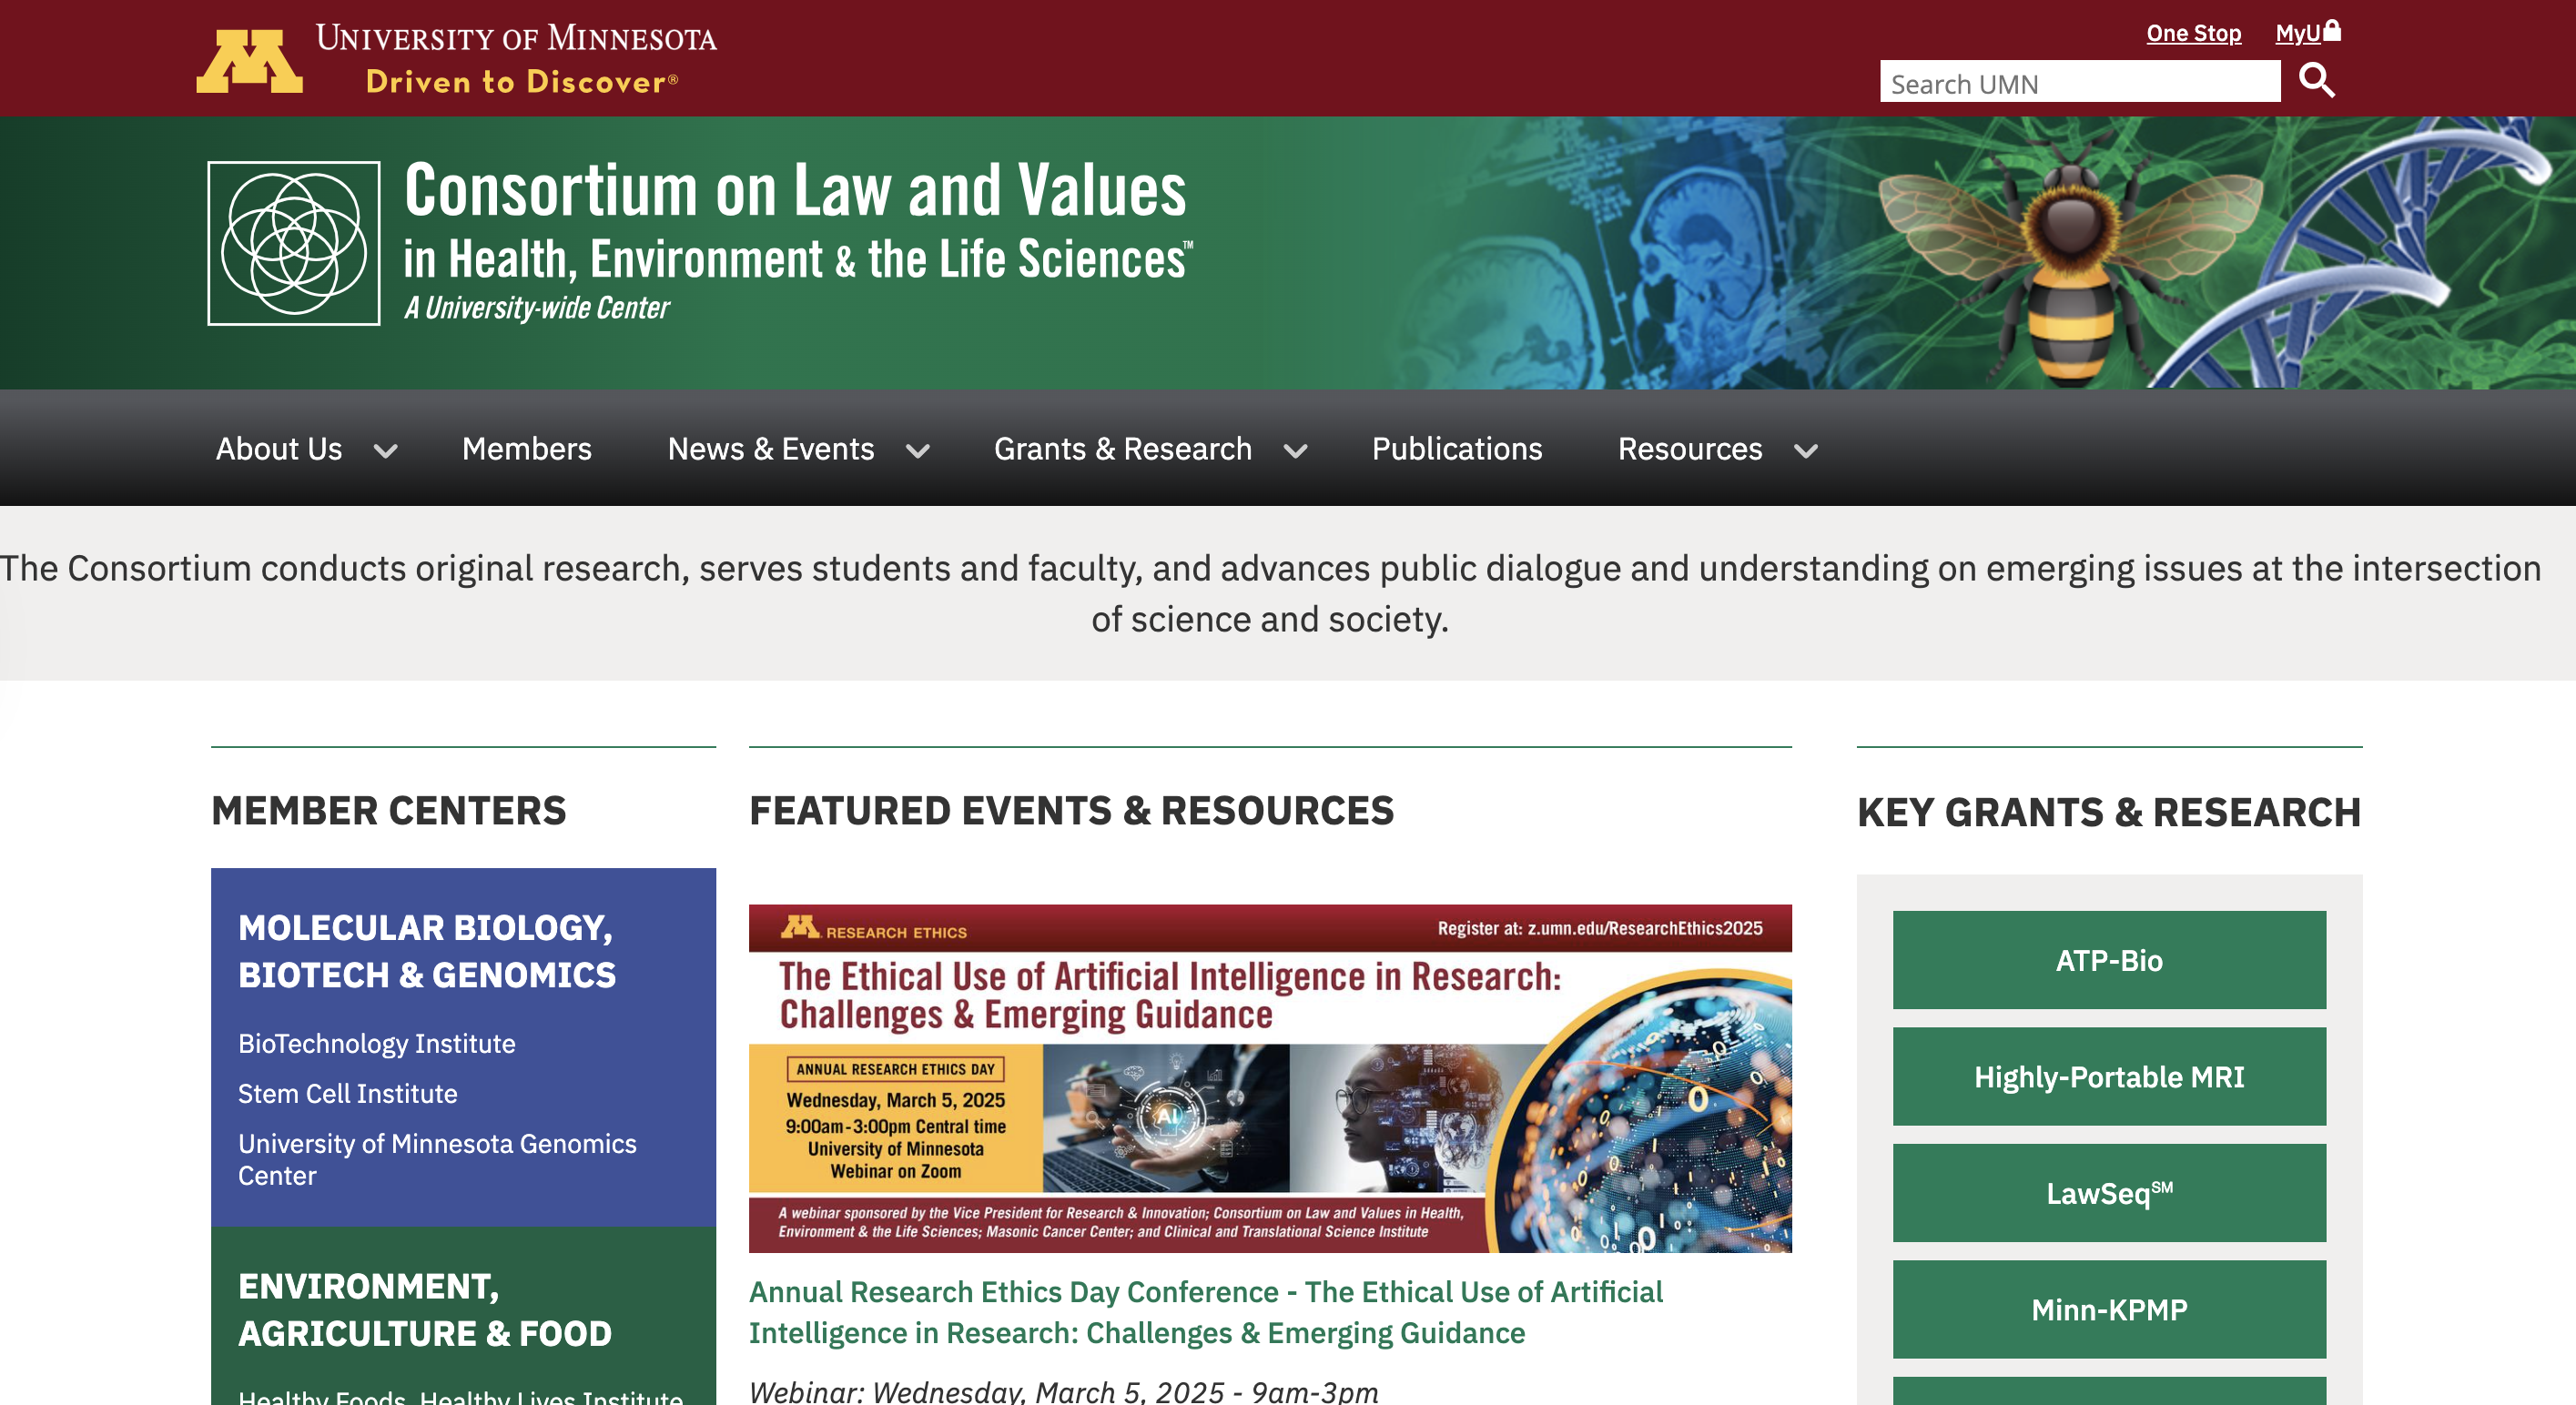 UNIVERSITY OF MINNESOTA
Driven to Discover®
One Stop
MyU
Search UMN
Consortium on Law and Values
in Health, Environment & the Life Sciences™
A University-wide Center
About Us
Members
News & Events
Grants & Research
Publications
Resources
The Consortium conducts original research, serves students and faculty, and advances public dialogue and understanding on emerging issues at the intersection
of science and society.
MEMBER CENTERS
MOLECULAR BIOLOGY,
BIOTECH & GENOMICS
BioTechnology Institute
Stem Cell Institute
University of Minnesota Genomics
Center
ENVIRONMENT,
AGRICULTURE & FOOD
Healthy Foods, Healthy Lives Institute
FEATURED EVENTS & RESOURCES
RESEARCH ETHICS
Register at: z.umn.edu/ResearchEthics2025
The Ethical Use of Artificial Intelligence in Research:
Challenges & Emerging Guidance
ANNUAL RESEARCH ETHICS DAY
Wednesday, March 5, 2025
9:00am-3:00pm Central time
University of Minnesota
Webinar on Zoom
AI
A webinar sponsored by the Vice President for Research & Innovation; Consortium on Law and Values in Health,
Environment & the Life Sciences; Masonic Cancer Center; and Clinical and Translational Science Institute
Annual Research Ethics Day Conference - The Ethical Use of Artificial
Intelligence in Research: Challenges & Emerging Guidance
Webinar: Wednesday, March 5, 2025 - 9am-3pm
KEY GRANTS & RESEARCH
ATP-Bio
Highly-Portable MRI
LawSeq℠
Minn-KPMP